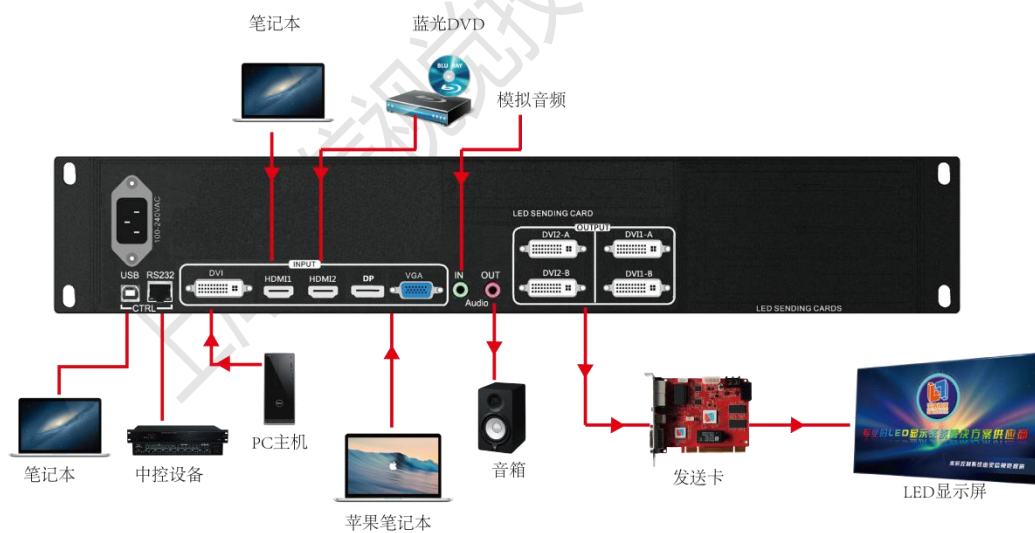 笔记本
蓝光DVD
BLU RAY
模拟音频
100-240VAC
LED SENDING CARD
OUTPUT
DVI2-A
DVI1-A
DVI2-B
DVI1-B
USB
RS232
CTRL
INPUT
DVI
HDMI1
HDMI2
DP
VGA
IN
OUT
Audio
LED SENDING CARDS
笔记本
中控设备
PC主机
苹果笔记本
音箱
发送卡
LED显示屏